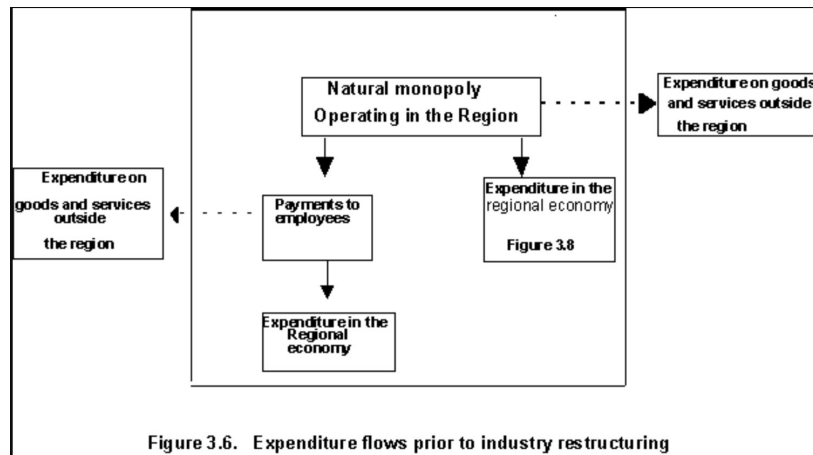 Natural monopoly
Operating in the Region
Expenditure on goods
and services outside
the region
Expenditure on
goods and services
outside
the region
Payments to
employees
Expenditure in the
regional economy
Figure 3.8
Expenditure in the
Regional
economy
Figure 3.6. Expenditure flows prior to industry restructuring